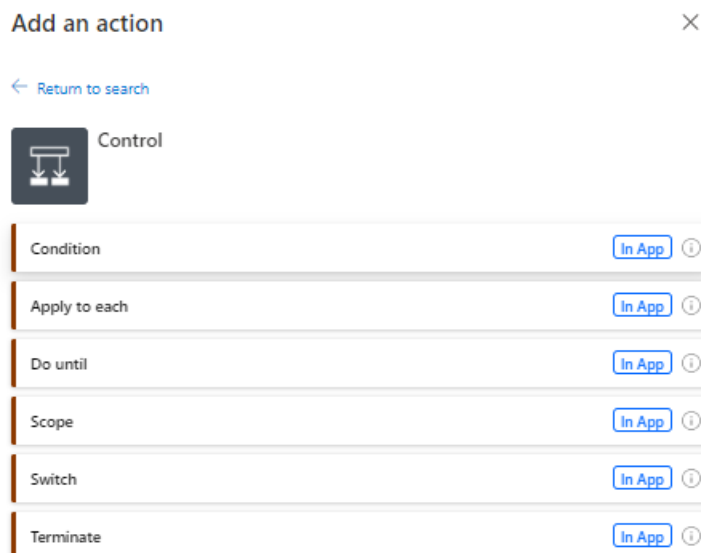 Add an action
Return to search
Control
Condition In App
Apply to each In App
Do until In App
Scope In App
Switch In App
Terminate In App